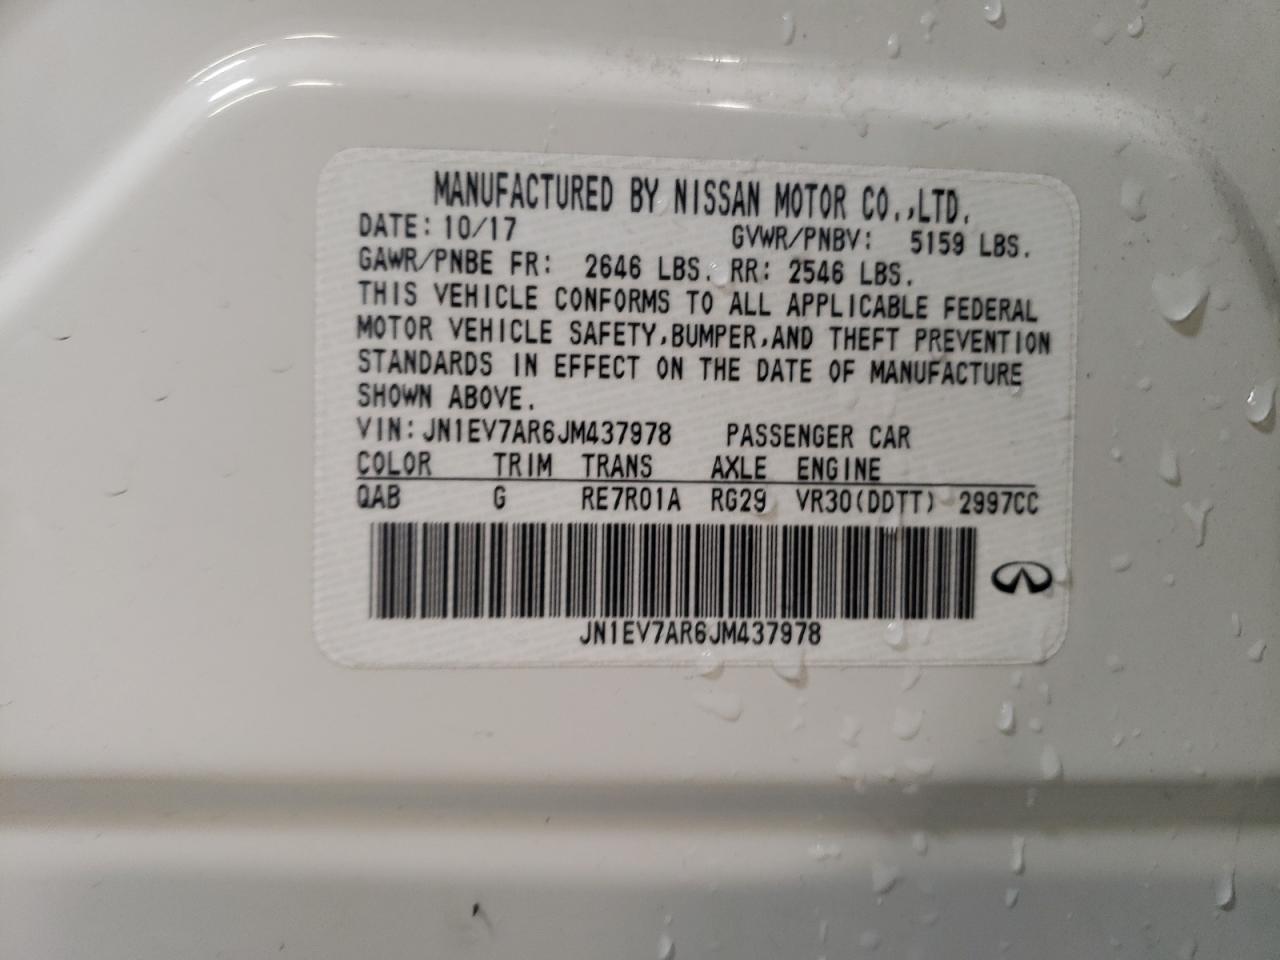 MANUFACTURED BY NISSAN MOTOR CO.,LTD.
DATE: 10/17 GVWR/PNBV: 5159 LBS.
GAWR/PNBE FR: 2646 LBS. RR: 2546 LBS.
THIS VEHICLE CONFORMS TO ALL APPLICABLE FEDERAL
MOTOR VEHICLE SAFETY,BUMPER,AND THEFT PREVENTION
STANDARDS IN EFFECT ON THE DATE OF MANUFACTURE
SHOWN ABOVE.
VIN: JN1EV7AR6JM437978 PASSENGER CAR
COLOR TRIM TRANS AXLE ENGINE
QAB G RE7R01A RG29 VR30(DDTT) 2997CC
JN1EV7AR6JM437978